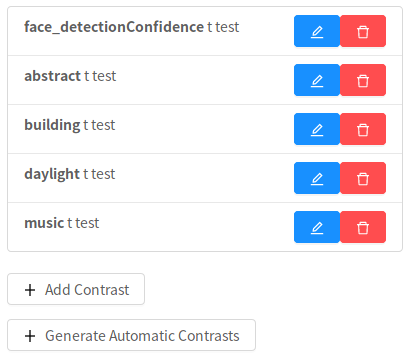 face_detectionConfidence t test
abstract t test
building t test
daylight t test
music t test
+ Add Contrast
+ Generate Automatic Contrasts